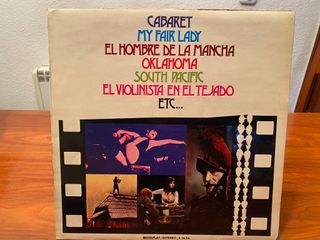 CABARET
MY FAIR LADY
EL HOMBRE DE LA MANCHA
OKLAHOMA
SOUTH PACIFIC
EL VIOLINISTA EN EL TEJADO
ETC...